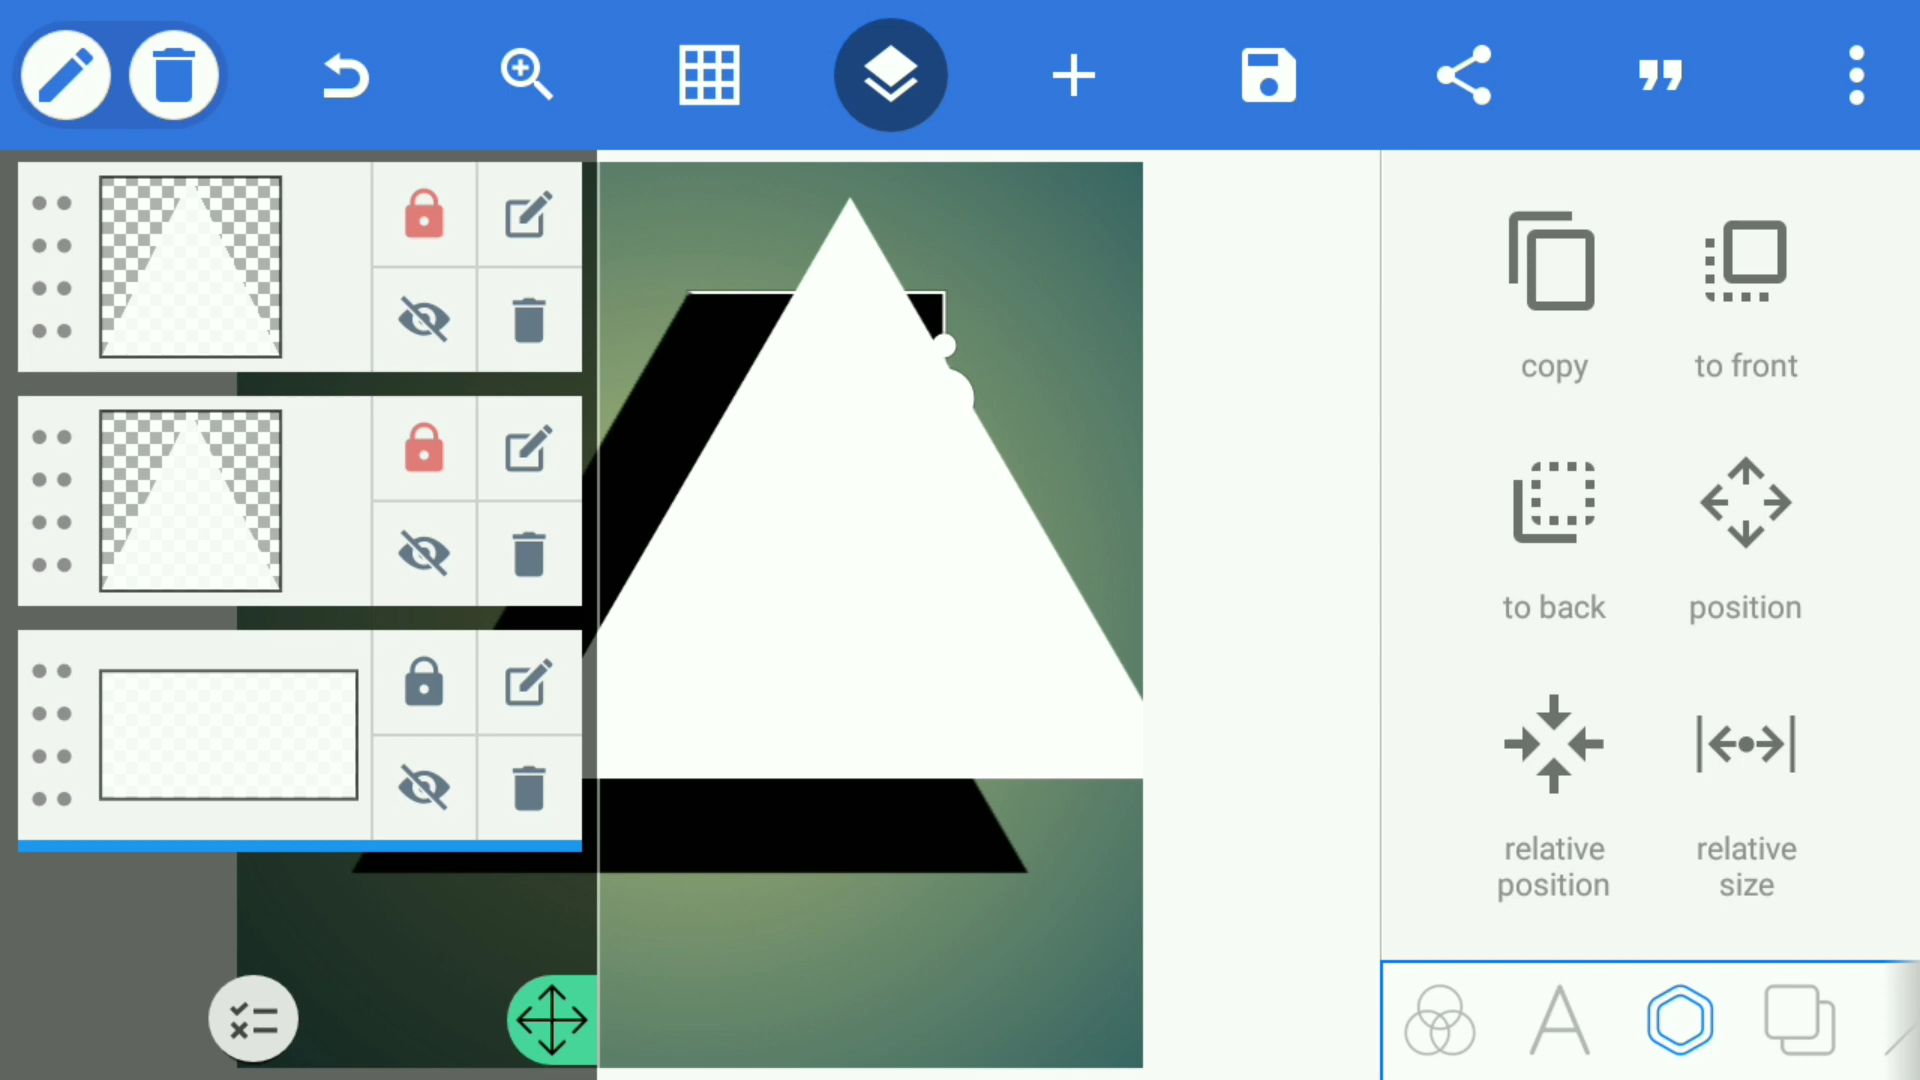 copy
to front
to back
position
relative
position
relative
size